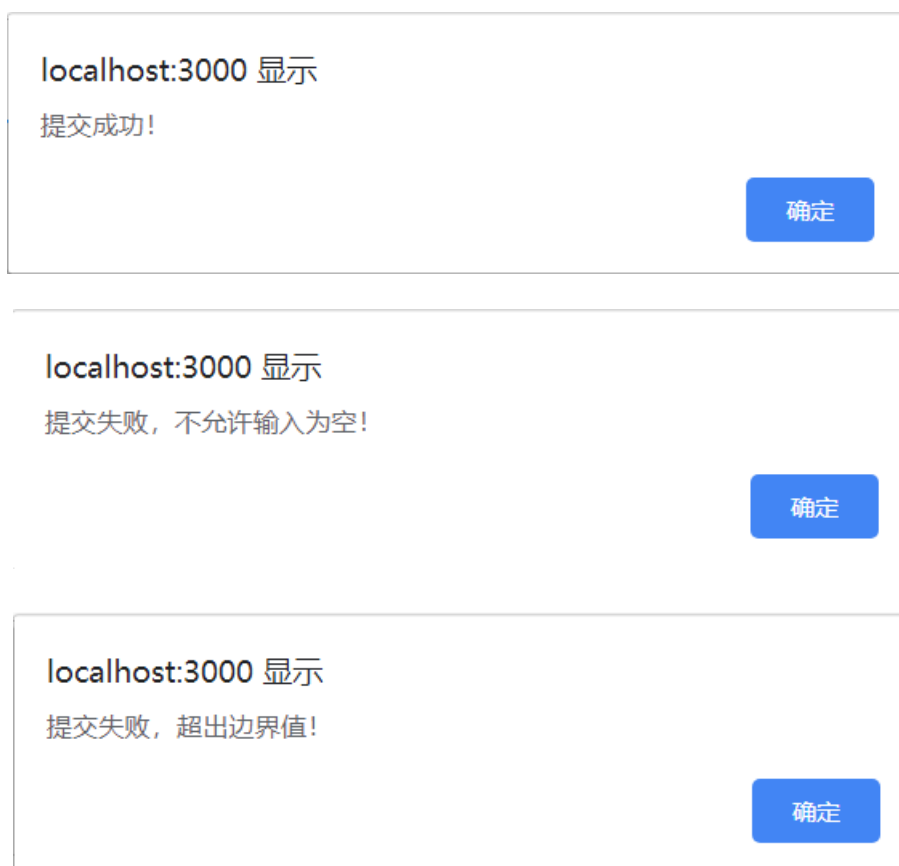 localhost:3000 显示
提交成功！
确定
localhost:3000 显示
提交失败，不允许输入为空！
确定
localhost:3000 显示
提交失败，超出边界值！
确定